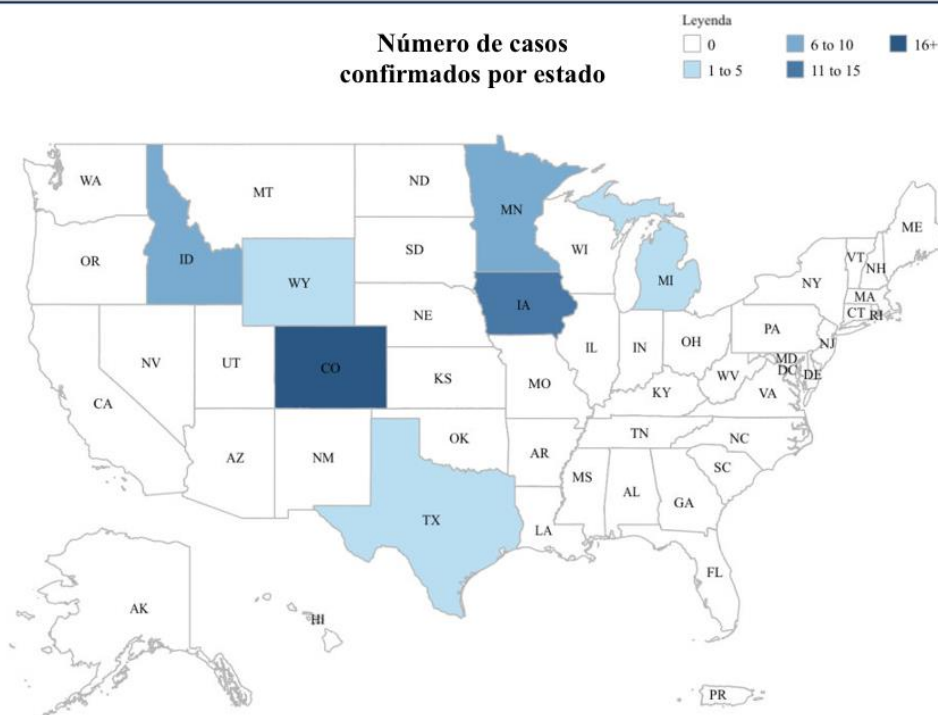 Número de casos
confirmados por estado
Leyenda
0
6 to 10
16+
1 to 5
11 to 15
WA
MT
ND
MN
ME
OR
ID
SD
WI
VT
NH
WY
MI
NY
MA
CT
RI
NE
IA
PA
NJ
NV
UT
CO
IL
IN
OH
MD
DC
DE
CA
KS
MO
WV
VA
KY
AZ
NM
OK
AR
TN
NC
SC
TX
MS
AL
GA
LA
FL
AK
HI
PR